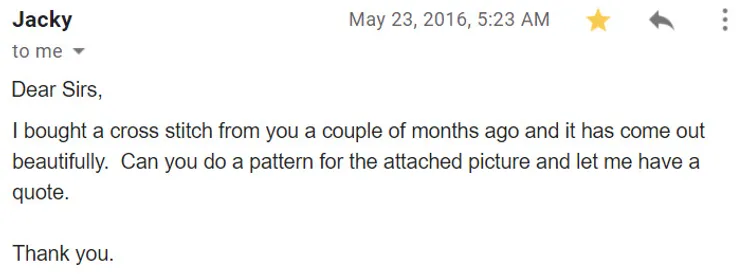 Jacky May 23, 2016, 5:23 AM
to me
Dear Sirs,
I bought a cross stitch from you a couple of months ago and it has come out
beautifully.  Can you do a pattern for the attached picture and let me have a
quote.
Thank you.